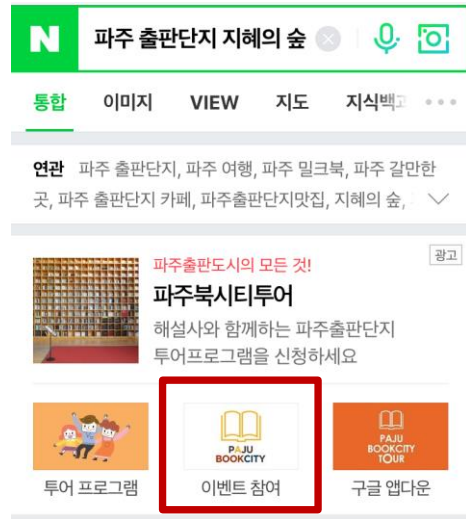 N 파주 출판단지 지혜의 숲
통합 이미지 VIEW 지도 지식백과
연관 파주 출판단지, 파주 여행, 파주 밀크북, 파주 갈만한
곳, 파주 출판단지 카페, 파주출판단지맛집, 지혜의 숲,
광고
파주출판도시의 모든 것!
파주북시티투어
해설사와 함께하는 파주출판단지
투어프로그램을 신청하세요
PAJU
BOOKCITY
PAJU
BOOKCITY
TOUR
투어 프로그램 이벤트 참여 구글 앱다운